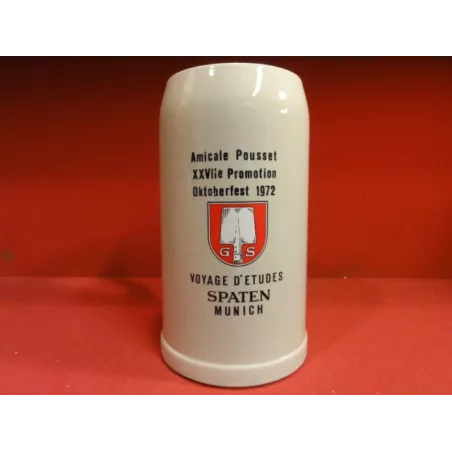 Amicale Pousset
XXVIIe Promotion
Oktoberfest 1972
G S
VOYAGE D'ETUDES
SPATEN
MUNICH